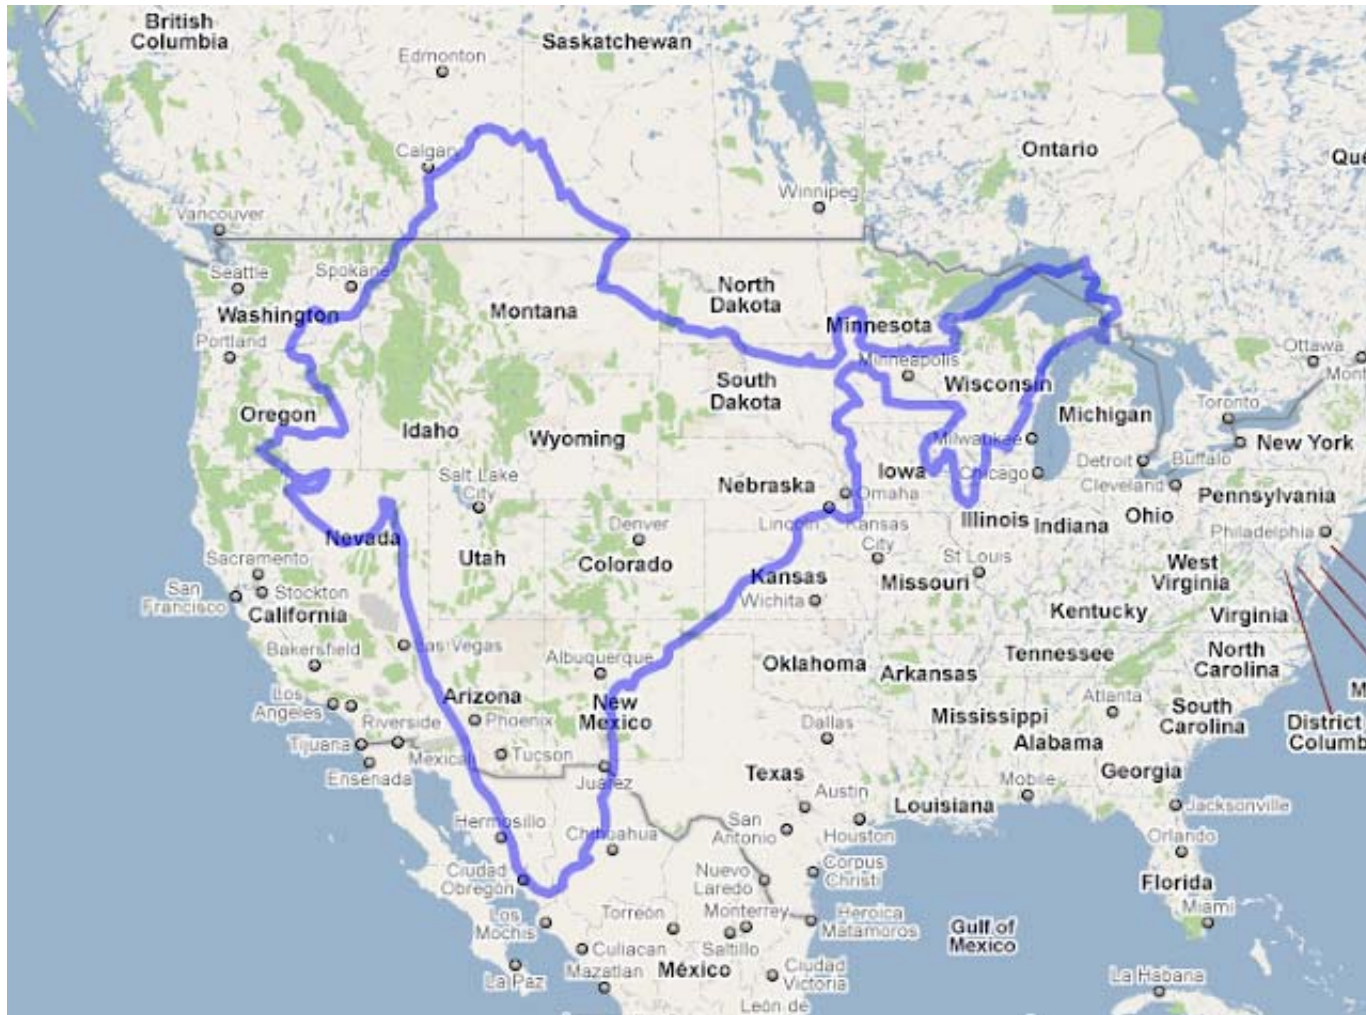 British
Columbia
Edmonton
Saskatchewan
Calgary
Ontario
Winnipeg
Vancouver
Seattle
Spokane
Washington
Montana
North
Dakota
Minnesota
Portland
Minneapolis
Ottawa
South
Dakota
Wisconsin
Michigan
Toronto
Oregon
Idaho
Wyoming
Milwaukee
New York
Detroit
Buffalo
Chicago
Iowa
Salt Lake
City
Nebraska
Omaha
Cleveland
Pennsylvania
Lincoln
Illinois
Indiana
Ohio
Philadelphia
Nevada
Denver
Kansas
City
Utah
Colorado
St Louis
West
Virginia
Sacramento
Kansas
Missouri
San
Francisco
Stockton
California
Wichita
Kentucky
Virginia
Las Vegas
Bakersfield
Albuquerque
Oklahoma
Arkansas
Tennessee
North
Carolina
Los
Angeles
Arizona
New
Mexico
Atlanta
South
Carolina
Riverside
Phoenix
Dallas
Mississippi
Alabama
District
Columb
Tijuana
Mexicali
Tucson
Ensenada
Juarez
Texas
Georgia
Mobile
Austin
Louisiana
Jacksonville
Hermosillo
Chihuahua
San
Antonio
Houston
Orlando
Ciudad
Obregon
Nuevo
Laredo
Corpus
Christi
Florida
Miami
Los
Mochis
Torreón
Monterrey
Saltillo
Heroica
Matamoros
Gulf of
Mexico
Culiacan
La Paz
Mazatlan
México
Ciudad
Victoria
La Habana
León de